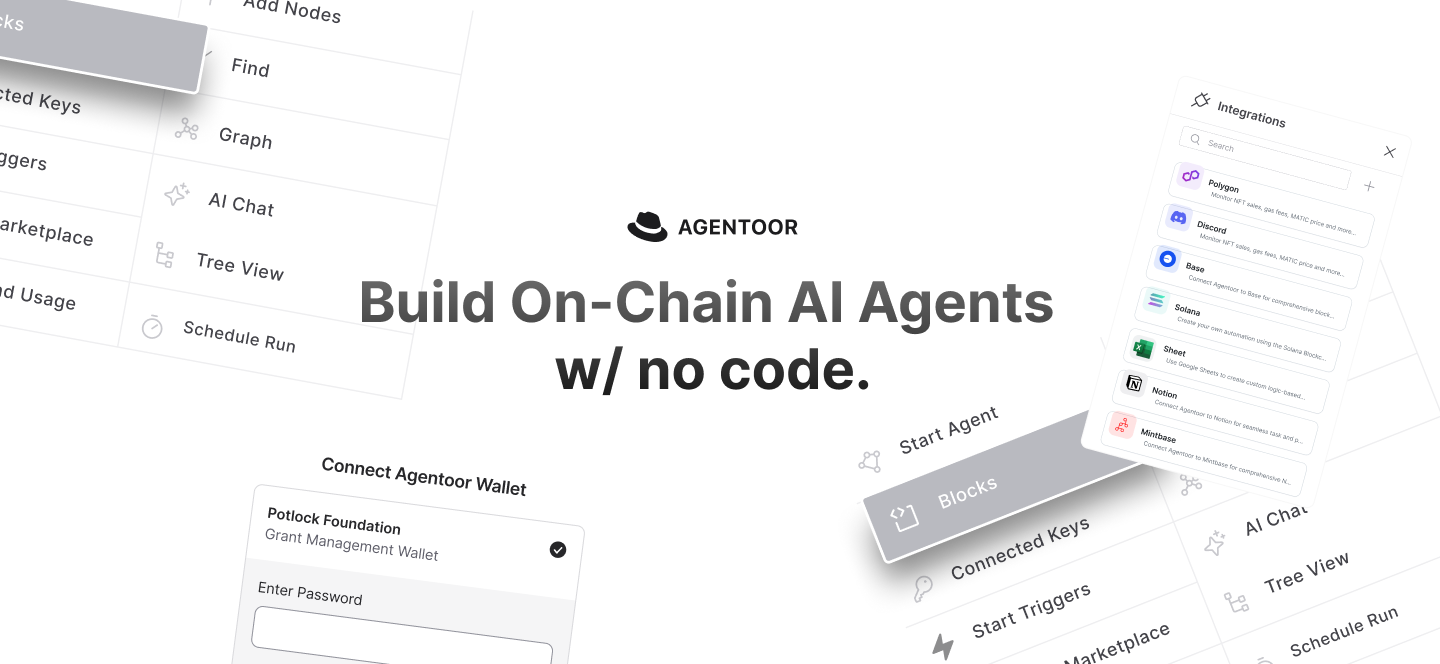 cks
cted Keys
ggers
arketplace
nd Usage
Add Nodes
Find
Graph
AI Chat
Tree View
Schedule Run
AGENTOOR
Build On-Chain AI Agents
w/ no code.
Connect Agentoor Wallet
Potlock Foundation
Grant Management Wallet
Enter Password
Integrations
Search
Polygon
Monitor NFT sales, gas fees, MATIC price and more...
Discord
Monitor NFT sales, gas fees, MATIC price and more...
Base
Connect Agentoor to Base for comprehensive block...
Solana
Create your own automation using the Solana Blocks...
Sheet
Use Google Sheets to create custom logic-based...
Notion
Connect Agentoor to Notion for seamless task and p...
Mintbase
Connect Agentoor to Mintbase for comprehensive N...
Start Agent
Blocks
Connected Keys
Start Triggers
Marketplace
AI Chat
Tree View
Schedule Run